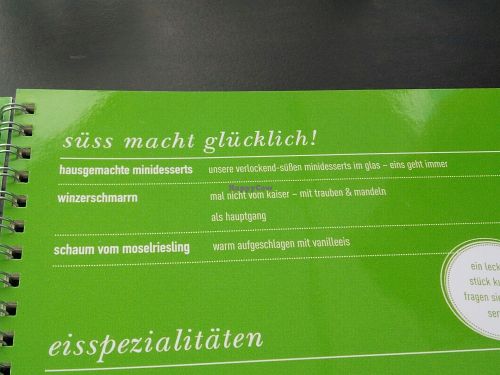 süss macht glücklich!
hausgemachte minidesserts unsere verlockend-süßen minidesserts im glas – eins geht immer
winzerschmarrn mal nicht vom kaiser – mit trauben & mandeln
als hauptgang
schaum vom moselriesling warm aufgeschlagen mit vanilleeis
ein leck
stück ku
fragen sie
ser
eisspezialitäten